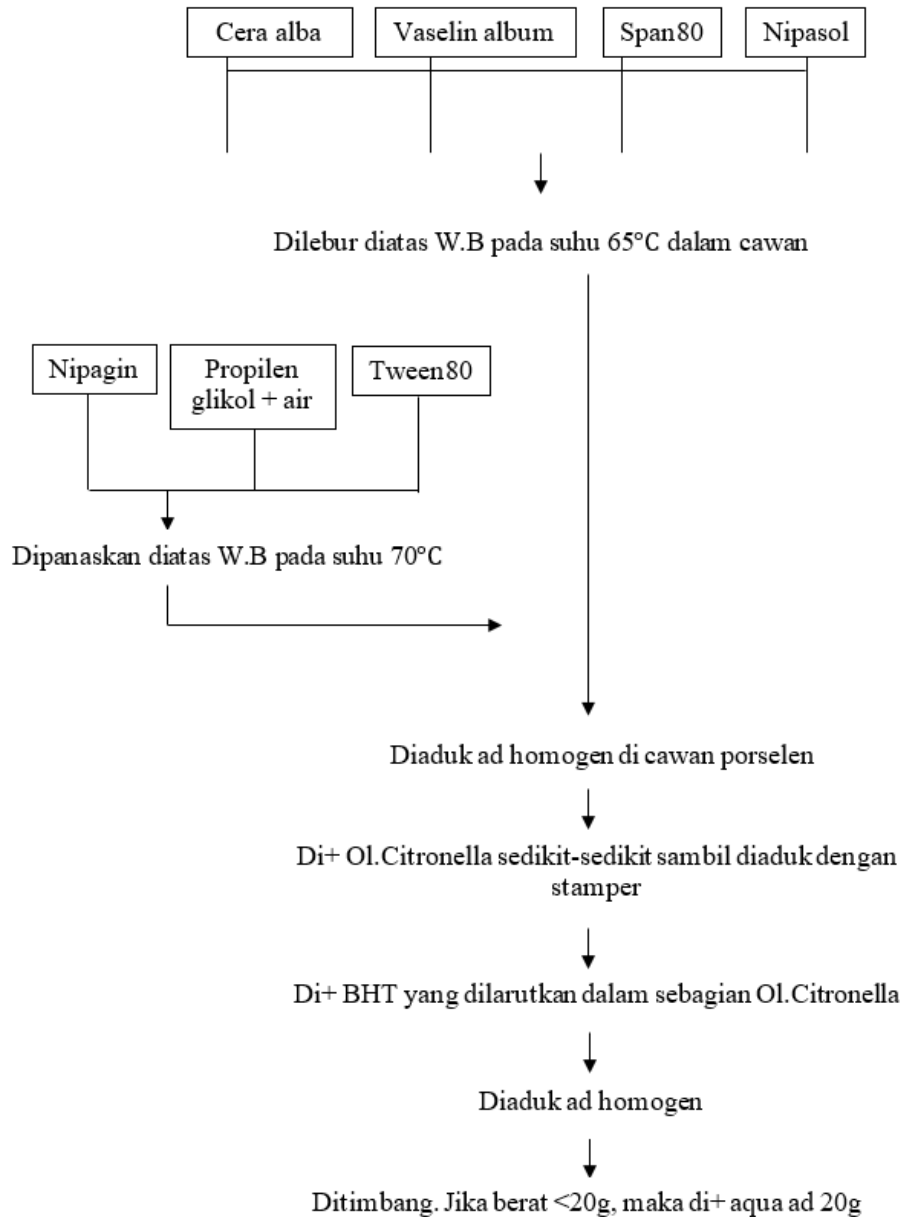 Cera alba
Vaselin album
Span80
Nipasol
Dilebur diatas W.B pada suhu 65°C dalam cawan
Nipagin
Propilen
glikol + air
Tween80
Dipanaskan diatas W.B pada suhu 70°C
Diaduk ad homogen di cawan porselen
Di+ Ol.Citronella sedikit-sedikit sambil diaduk dengan
stamper
Di+ BHT yang dilarutkan dalam sebagian Ol.Citronella
Diaduk ad homogen
Ditimbang. Jika berat <20g, maka di+ aqua ad 20g